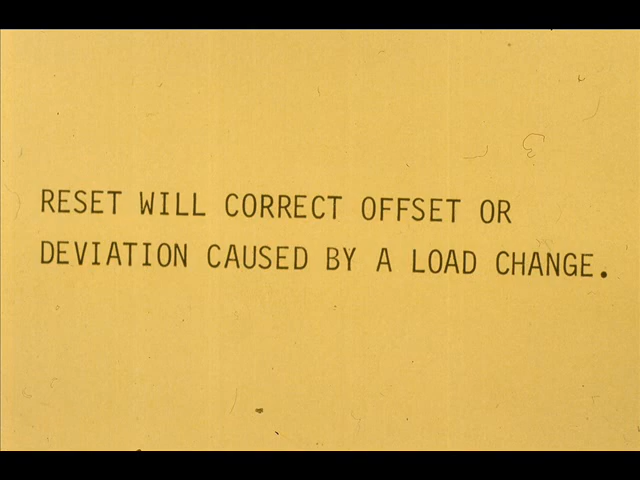 RESET WILL CORRECT OFFSET OR
DEVIATION CAUSED BY A LOAD CHANGE.